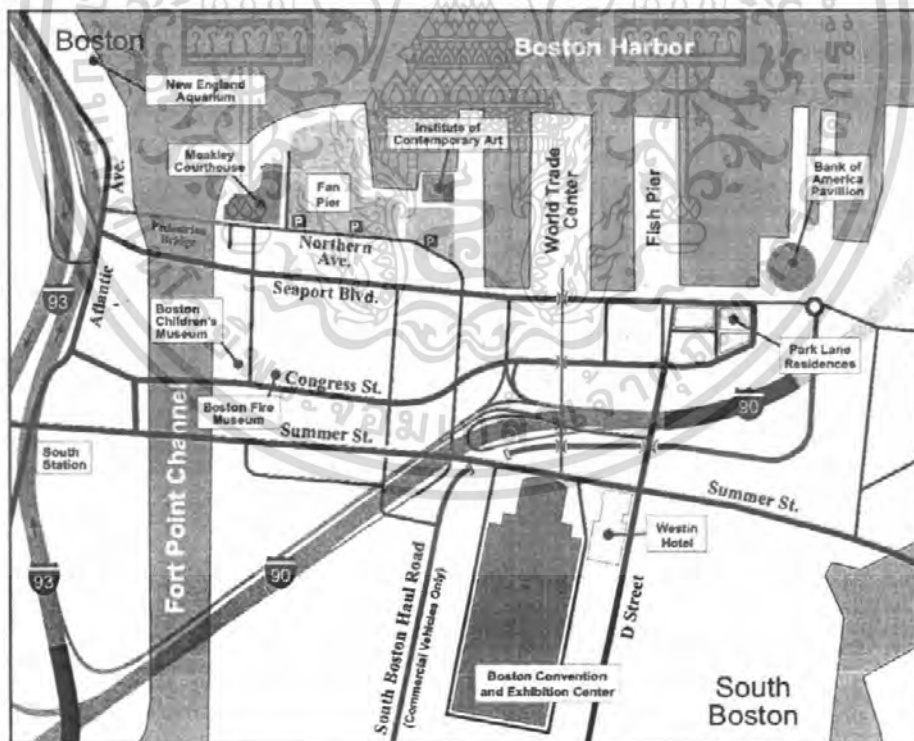 Boston
Boston Harbor
New England
Aquarium
Institute of
Contemporary Art
Moakley
Courthouse
Fan
Pier
World Trade
Center
Fish Pier
Bank of
America
Pavillion
Ave.
Atlantic
Pedestrian
Bridge
P
P
P
Northern
Ave.
Seaport Blvd.
93
Boston
Children's
Museum
Congress St.
Boston Fire
Museum
Park Lane
Residences
90
Summer St.
South
Station
Summer St.
Westin
Hotel
Fort Point Channel
93
90
South Boston Haul Road
(Commercial Vehicles Only)
D Street
Boston Convention
and Exhibition Center
South
Boston